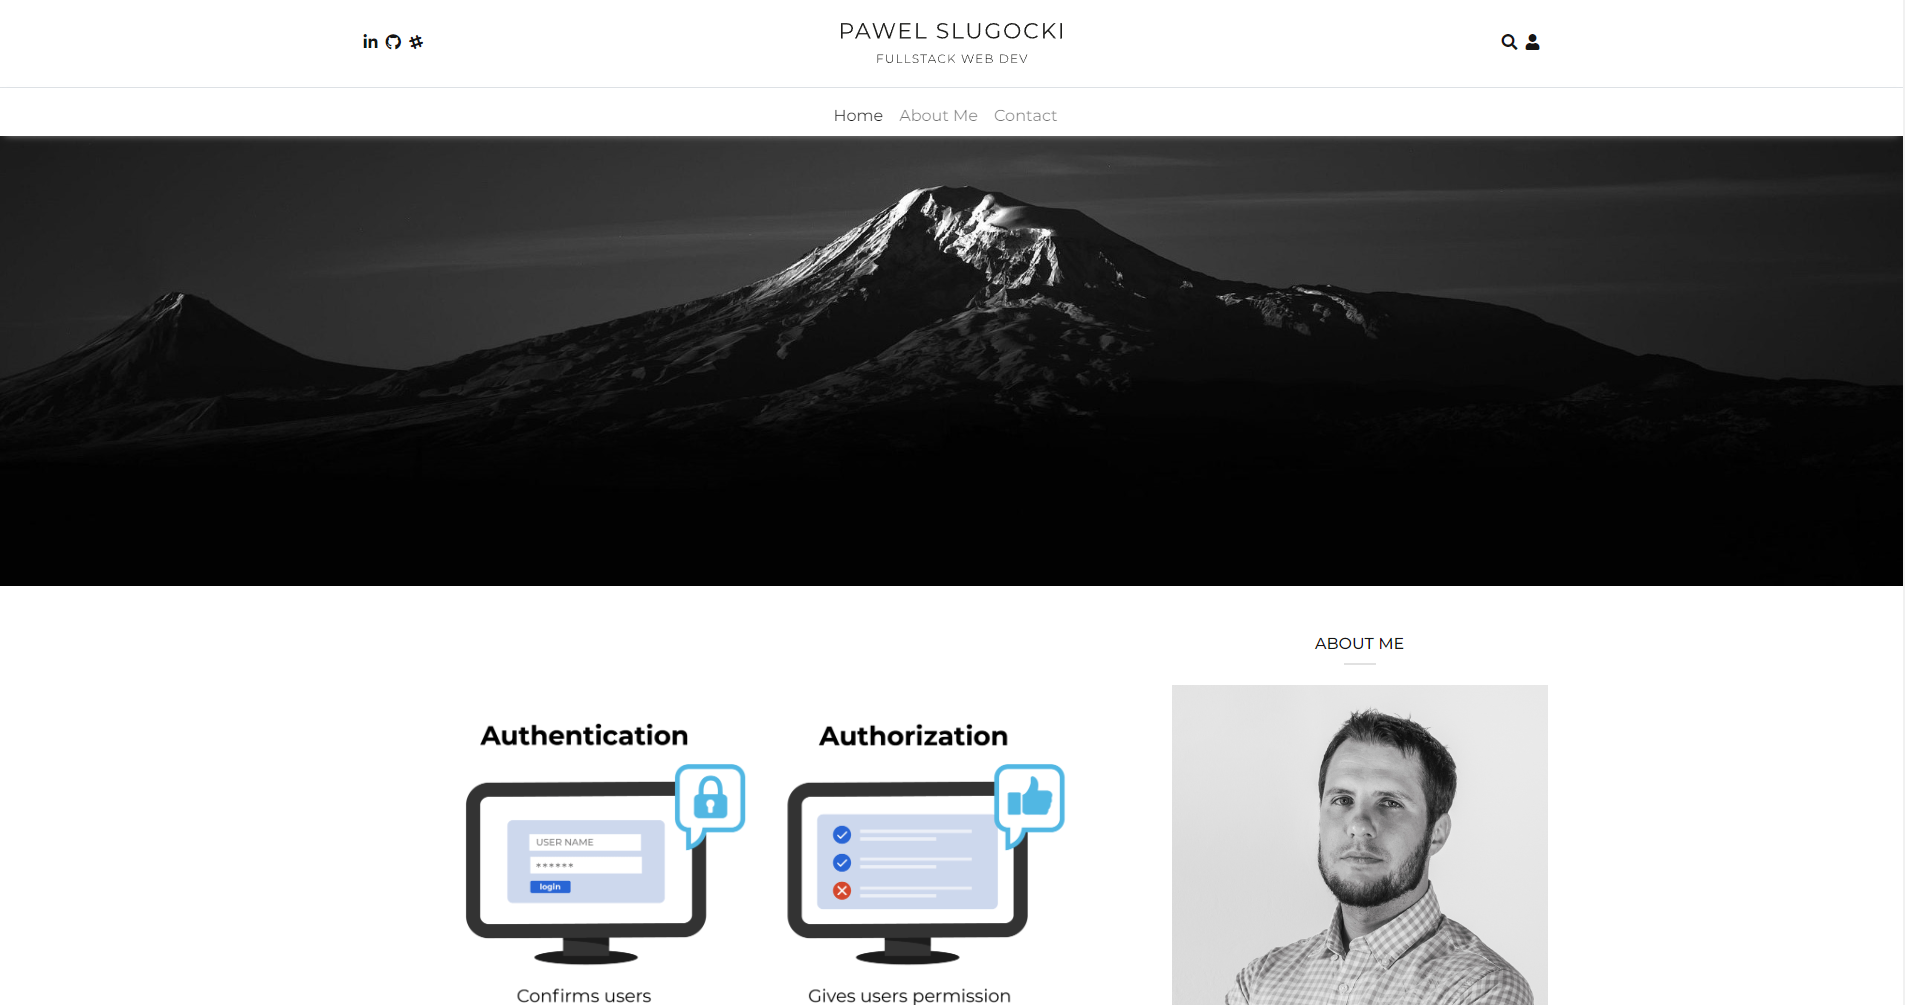 PAWEL SLUGOCKI
FULLSTACK WEB DEV
Home About Me Contact
ABOUT ME
Authentication
Authorization
USER NAME
******
login
Confirms users
Gives users permission